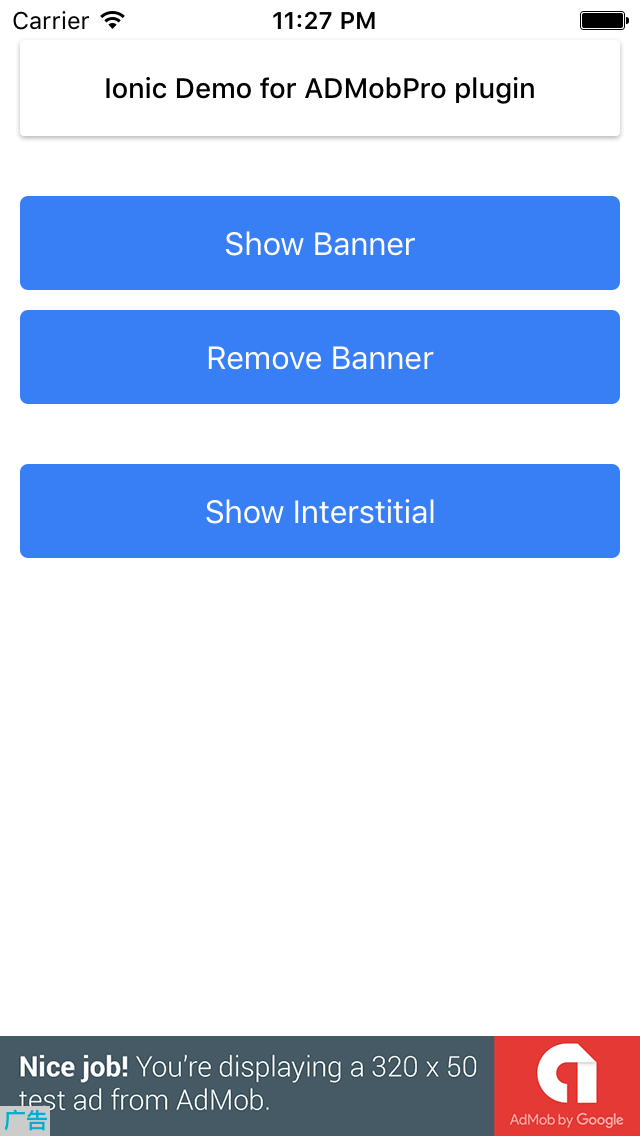 Carrier
11:27 PM
Ionic Demo for ADMobPro plugin
Show Banner
Remove Banner
Show Interstitial
Nice job! You're displaying a 320 x 50
test ad from AdMob.
广告
AdMob by Google